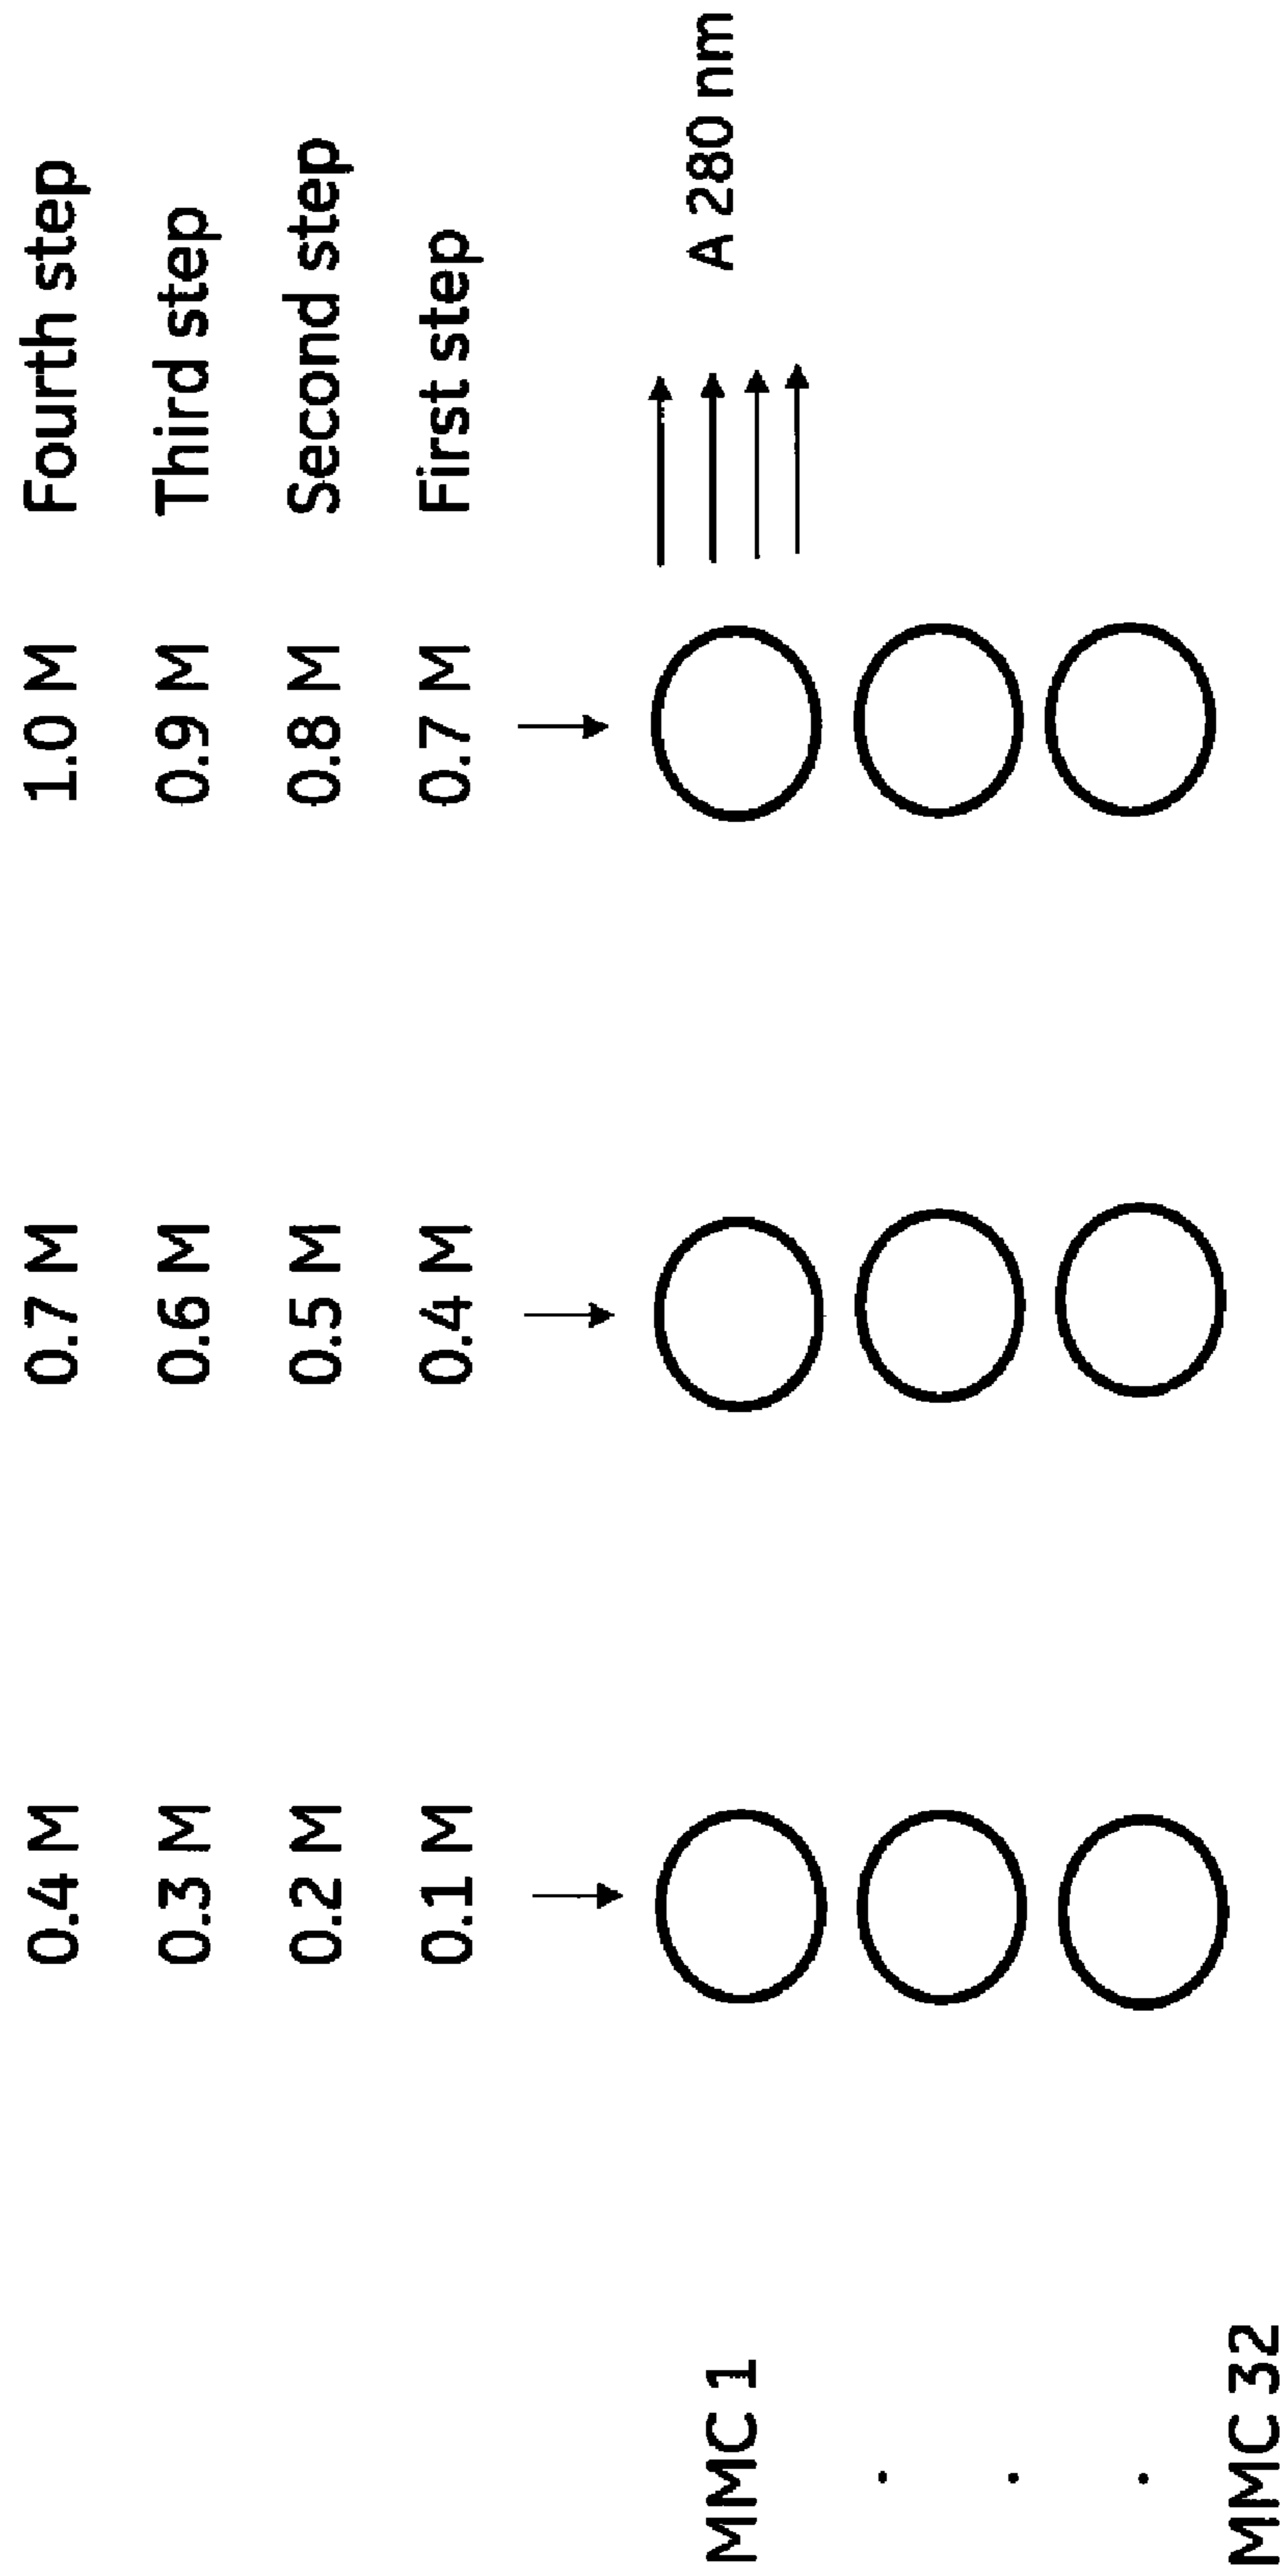 0.4 M 0.7 M 1.0 M Fourth step
0.3 M 0.6 M 0.9 M Third step
0.2 M 0.5 M 0.8 M Second step
0.1 M 0.4 M 0.7 M First step
MMC 1 A 280 nm
.
.
.
MMC 32